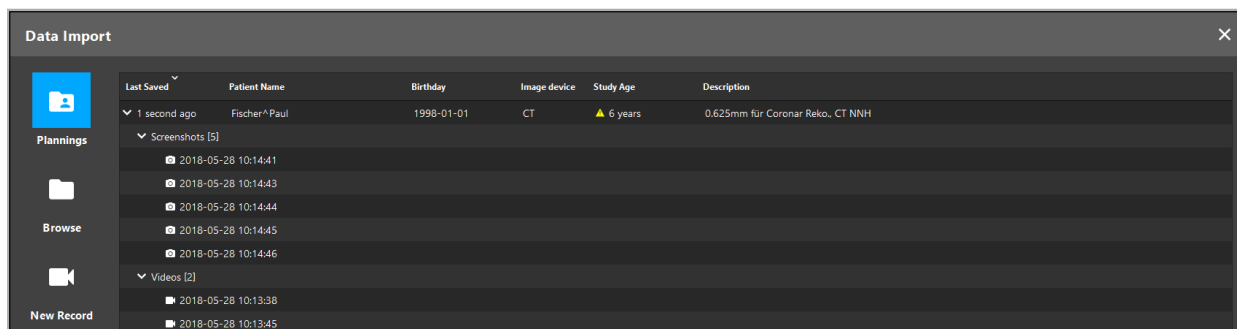 Data Import
Last Saved Patient Name Birthday Image device Study Age Description
1 second ago Fischer^Paul 1998-01-01 CT 6 years 0.625mm für Coronar Reko., CT NNH
Plannings
Screenshots [5]
2018-05-28 10:14:41
2018-05-28 10:14:43
2018-05-28 10:14:44
Browse
2018-05-28 10:14:45
2018-05-28 10:14:46
Videos [2]
2018-05-28 10:13:38
New Record
2018-05-28 10:13:45